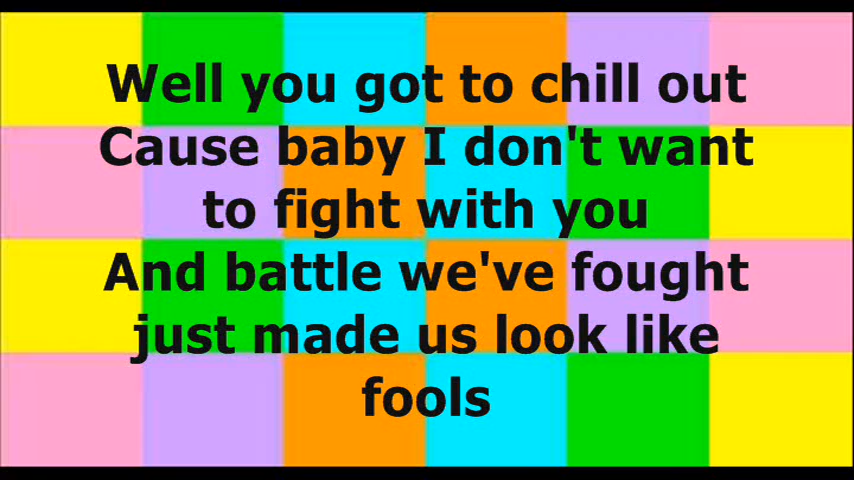 Well you got to chill out
Cause baby I don't want
to fight with you
And battle we've fought
just made us look like
fools